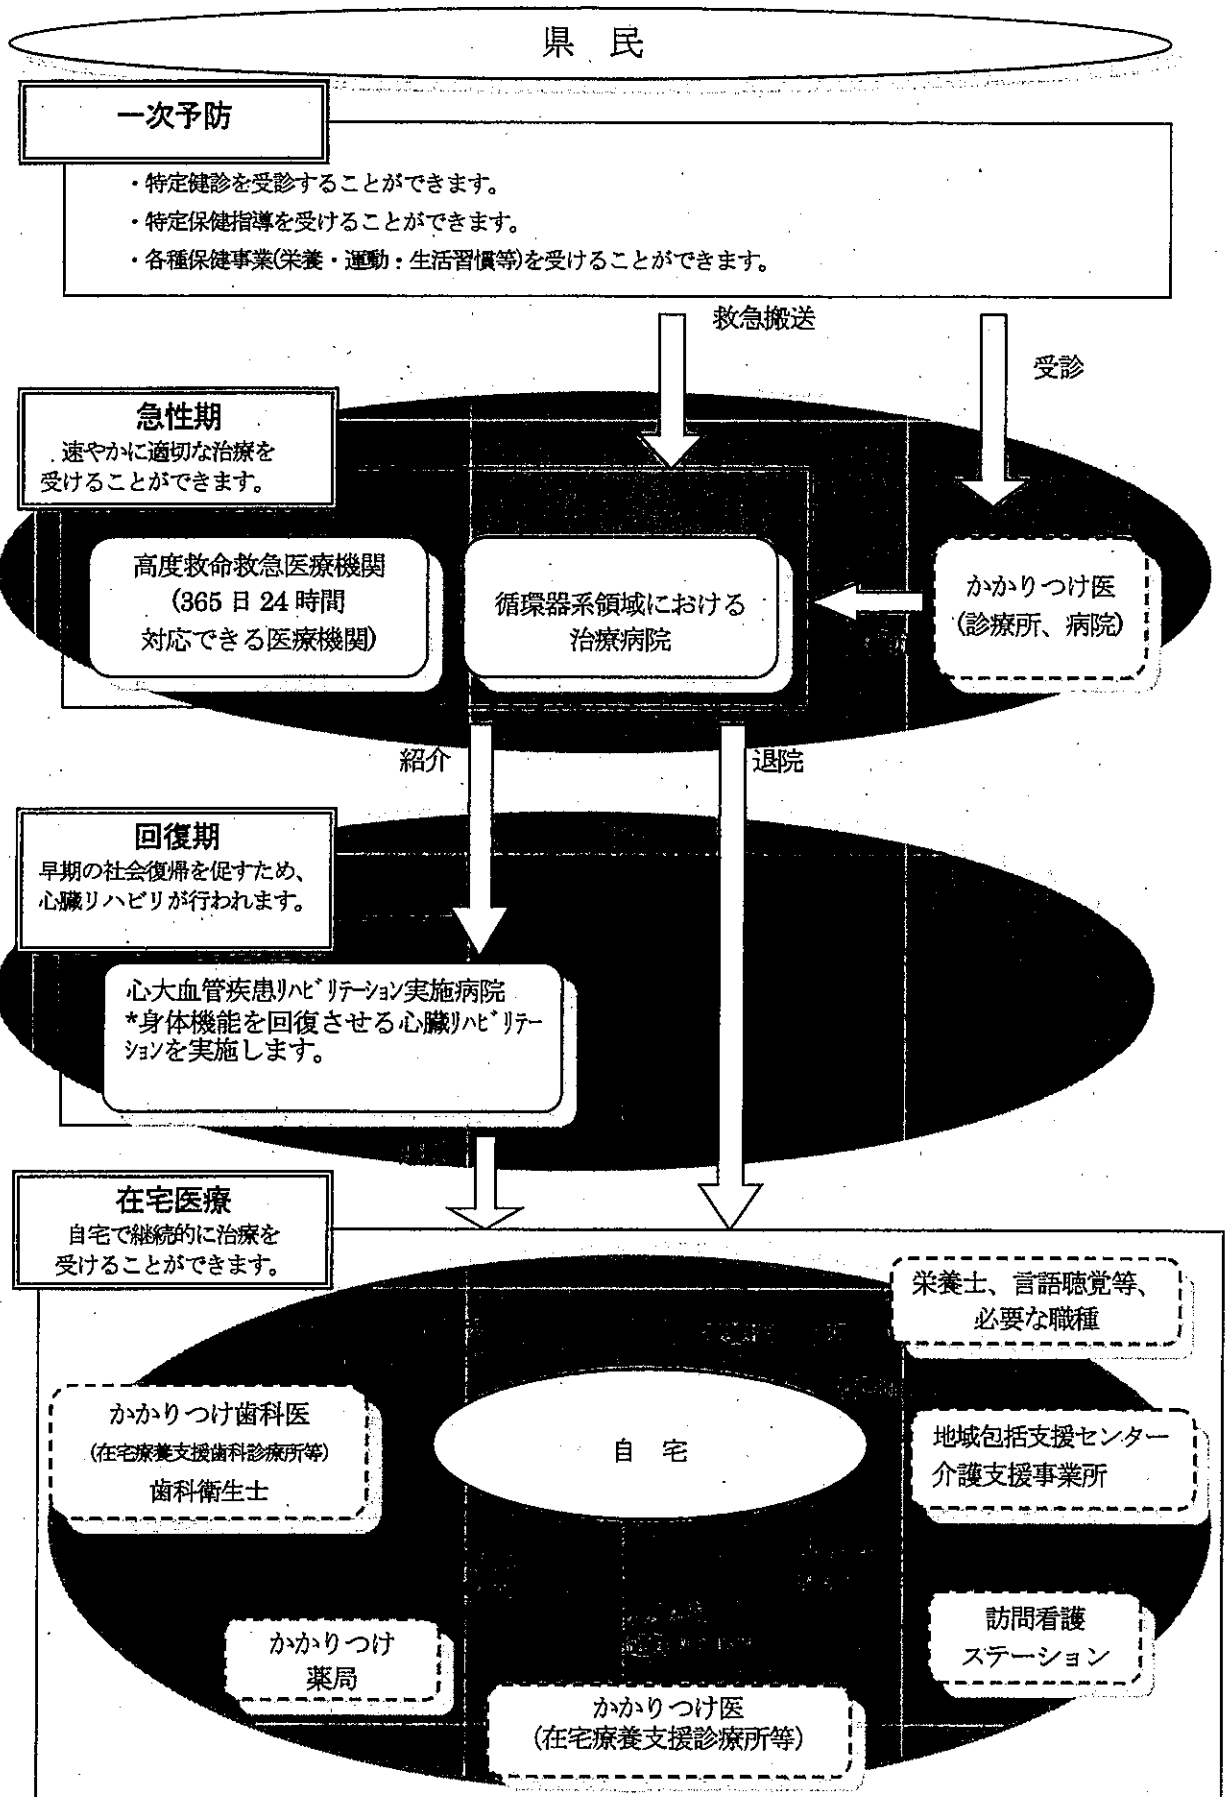 県　民
一次予防
・特定健診を受診することができます。
・特定保健指導を受けることができます。
・各種保健事業(栄養・運動・生活習慣等)を受けることができます。
救急搬送
受診
急性期
速やかに適切な治療を
受けることができます。
高度救命救急医療機関
(365 日 24 時間
対応できる医療機関)
循環器系領域における
治療病院
かかりつけ医
(診療所、病院)
紹介
退院
回復期
早期の社会復帰を促すため、
心臓リハビリが行われます。
心大血管疾患ﾘﾊﾋﾞﾘﾃｰｼｮﾝ実施病院
*身体機能を回復させる心臓ﾘﾊﾋﾞﾘﾃｰ
ｼｮﾝを実施します。
在宅医療
自宅で継続的に治療を
受けることができます。
栄養士、言語聴覚等、
必要な職種
かかりつけ歯科医
(在宅療養支援歯科診療所等)
歯科衛生士
自　宅
地域包括支援センター
介護支援事業所
訪問看護
ステーション
かかりつけ
薬局
かかりつけ医
(在宅療養支援診療所等)